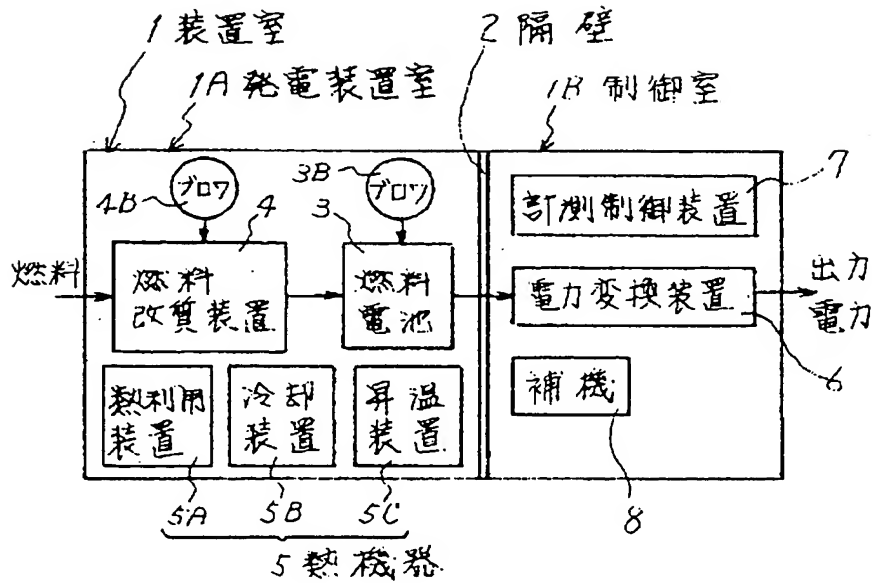 1 装置室
2 隔壁
1A 発電装置室
1B 制御室
4B
ブロワ
3B
ブロワ
4
3
7
計測制御装置
燃料
燃料
改質装置
燃料
電池
電力変換装置
出力
電力
6
熱利用
装置
冷却
装置
昇温
装置
補機
5A
5B
5C
8
5 熱機器